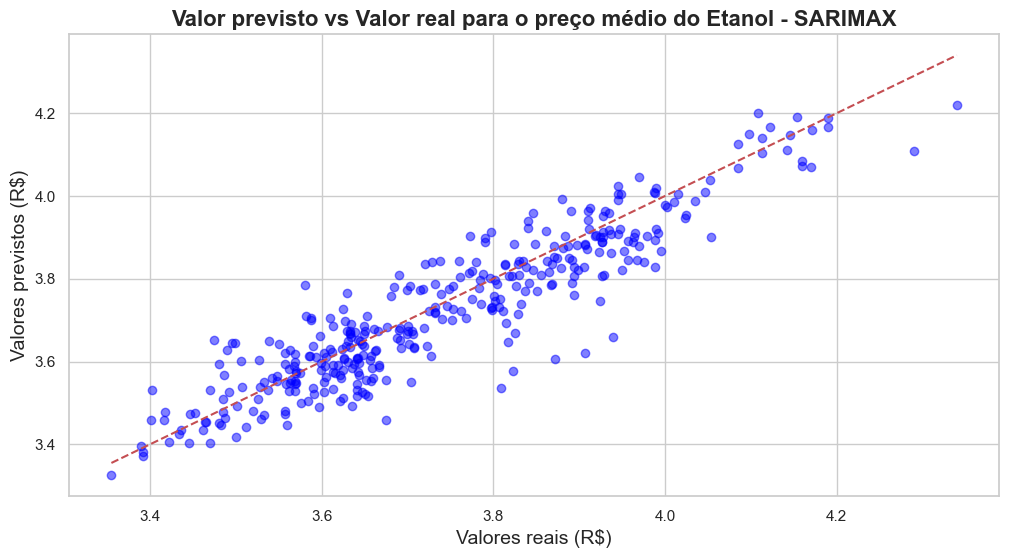 Valor previsto vs Valor real para o preço médio do Etanol - SARIMAX
Valores previstos (R$)
4.2
4.0
3.8
3.6
3.4
3.4 3.6 3.8 4.0 4.2
Valores reais (R$)